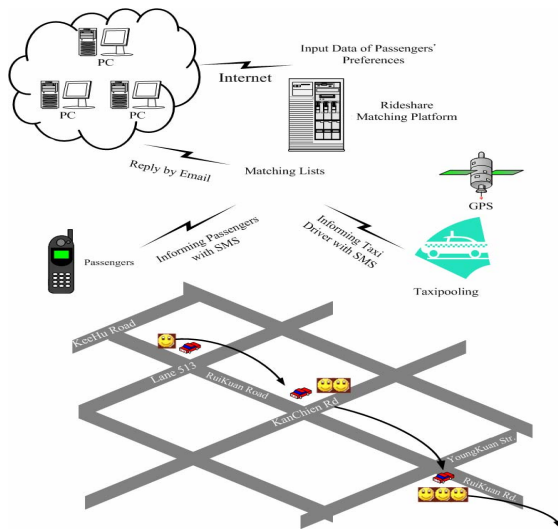 PC
PC
PC
Internet
Input Data of Passengers'
Preferences
Rideshare
Matching Platform
Reply by Email
Matching Lists
GPS
Passengers
Informing Passengers
with SMS
Informing Taxi
Driver with SMS
Taxipooling
KeeHu Road
Lane 513
RuiKuan Road
KanChien Rd
YoungKuan Str.
RuiKuan Rd.